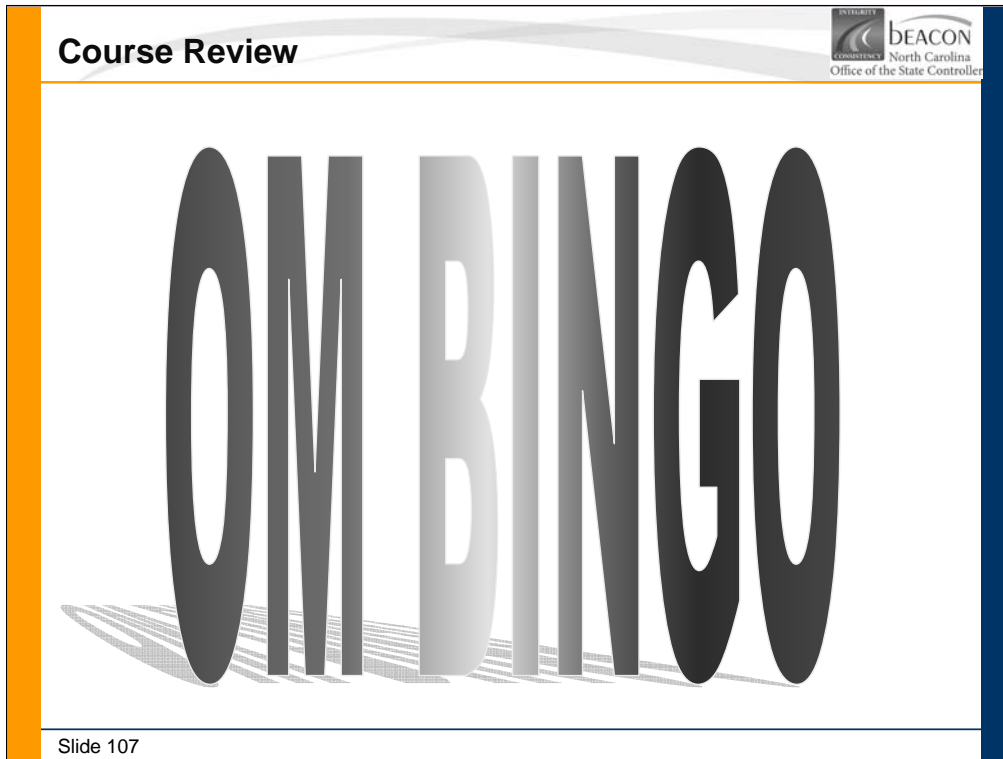 Course Review
INTEGRITY
CONSISTENCY
bEACON
North Carolina
Office of the State Controller
OM BINGO
Slide 107